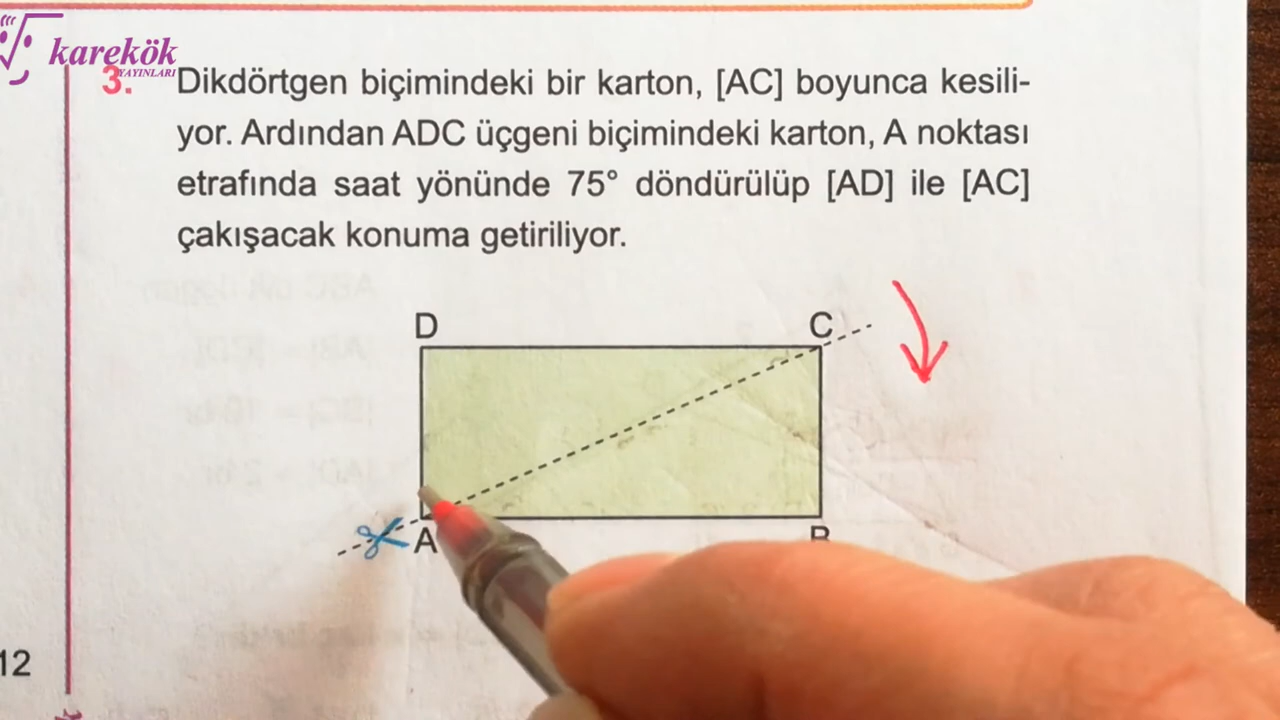 karekök
YAYINLARI
3. Dikdörtgen biçimindeki bir karton, [AC] boyunca kesili-
yor. Ardından ADC üçgeni biçimindeki karton, A noktası
etrafında saat yönünde 75° döndürülüp [AD] ile [AC]
çakışacak konuma getiriliyor.
D C
A B
12